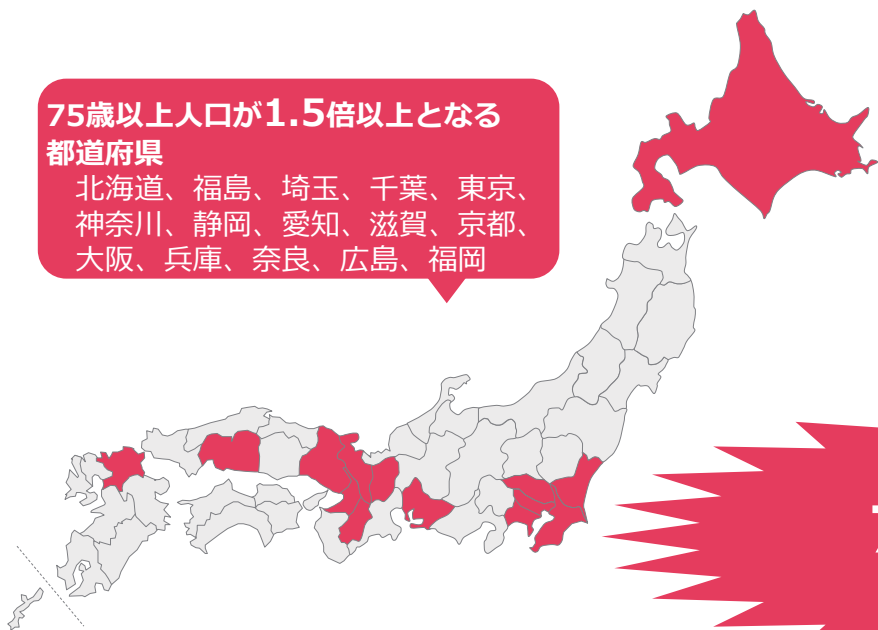 75歳以上人口が1.5倍以上となる
都道府県
北海道、福島、埼玉、千葉、東京、
神奈川、静岡、愛知、滋賀、京都、
大阪、兵庫、奈良、広島、福岡